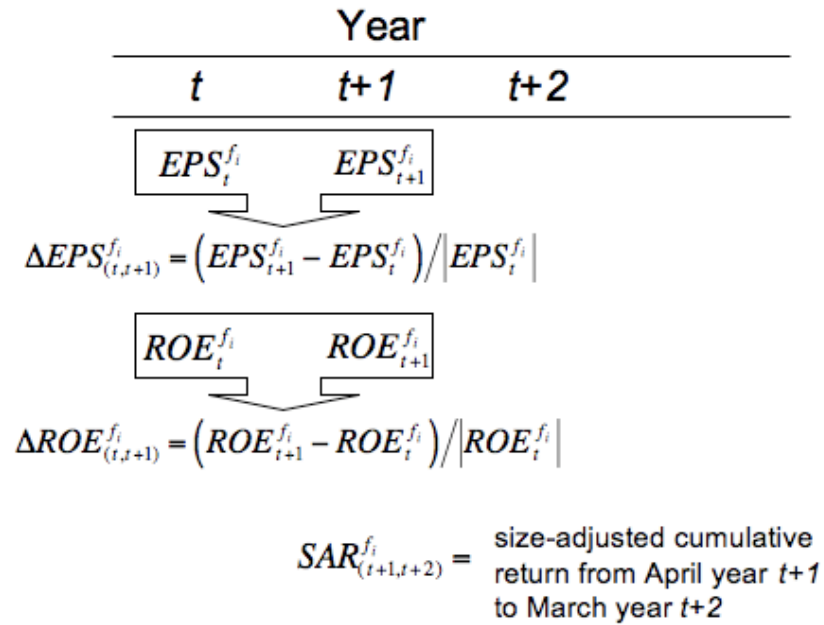 Year
t t+1 t+2
EPS_t^{f_i} EPS_{t+1}^{f_i}
ΔEPS_{(t,t+1)}^{f_i} = (EPS_{t+1}^{f_i} − EPS_t^{f_i})/|EPS_t^{f_i}|
ROE_t^{f_i} ROE_{t+1}^{f_i}
ΔROE_{(t,t+1)}^{f_i} = (ROE_{t+1}^{f_i} − ROE_t^{f_i})/|ROE_t^{f_i}|
SAR_{(t+1,t+2)}^{f_i} = size-adjusted cumulative
return from April year t+1
to March year t+2